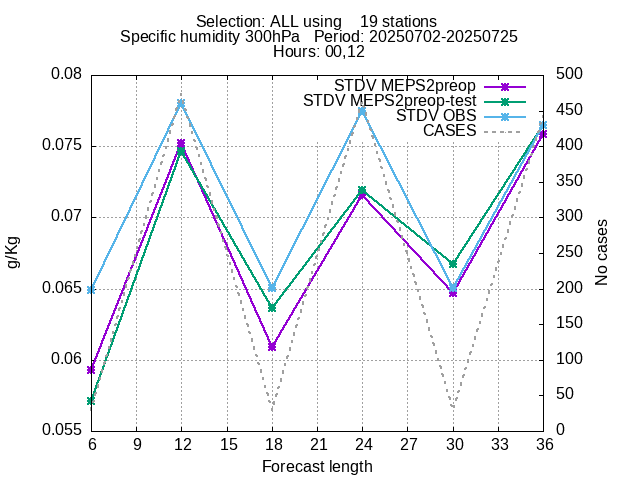 Selection: ALL using    19 stations
Specific humidity 300hPa   Period: 20250702-20250725
Hours: 00,12
STDV MEPS2preop
STDV MEPS2preop-test
STDV OBS
CASES
0.08
0.075
0.07
0.065
0.06
0.055
g/Kg
500
450
400
350
300
250
200
150
100
50
0
No cases
6 9 12 15 18 21 24 27 30 33 36
Forecast length